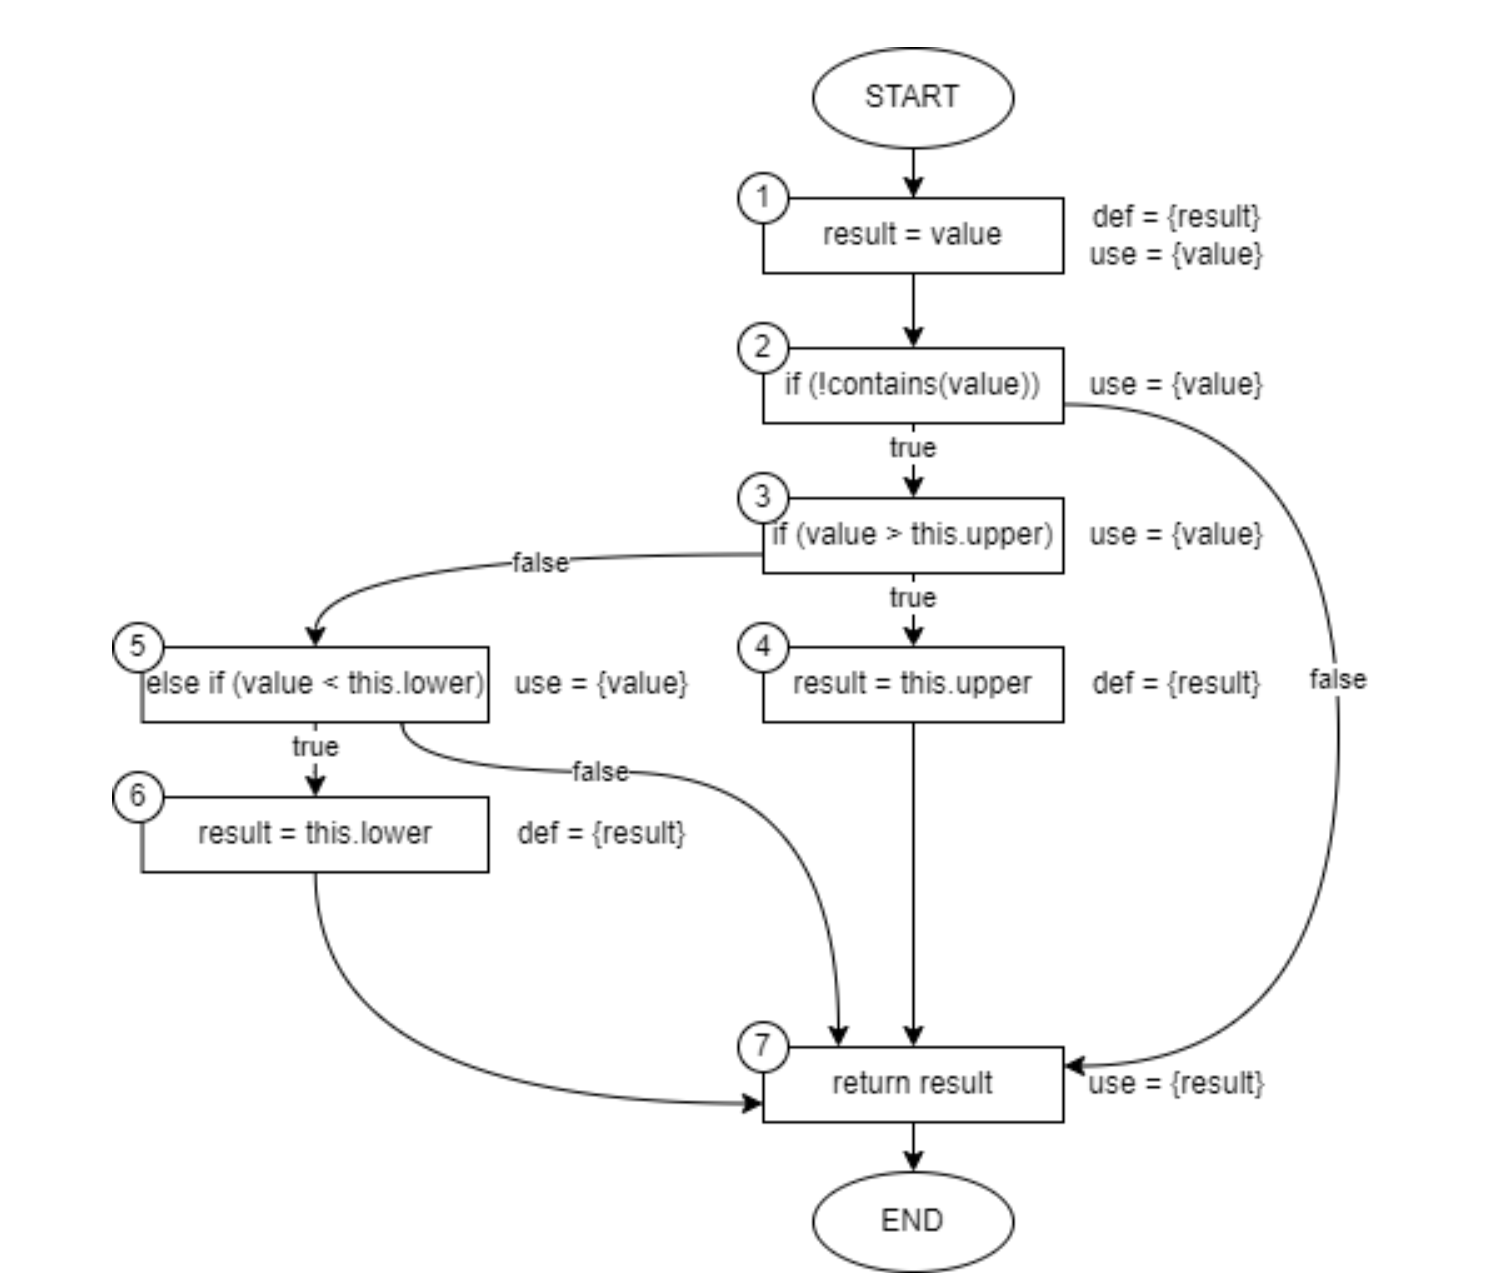 START
1
result = value
def = {result}
use = {value}
2
if (!contains(value))
use = {value}
true
3
if (value > this.upper)
use = {value}
false
true
5
else if (value < this.lower)
use = {value}
4
result = this.upper
def = {result}
false
true
false
6
result = this.lower
def = {result}
7
return result
use = {result}
END